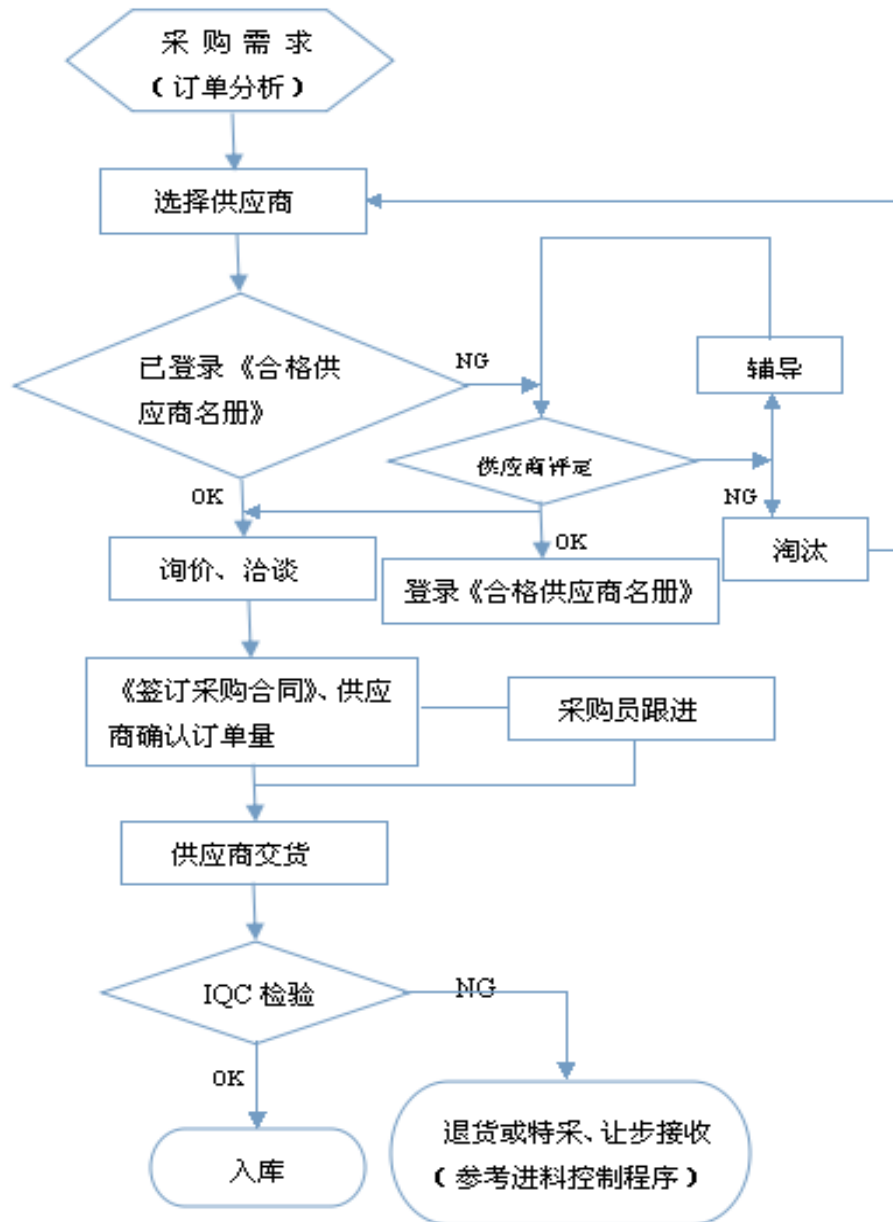 采购需求
（订单分析）
选择供应商
已登录《合格供
应商名册》
NG
辅导
供应商评定
OK
NG
淘汰
询价、洽谈
OK
登录《合格供应商名册》
《签订采购合同》、供应
商确认订单量
采购员跟进
供应商交货
IQC 检验
NG
OK
入库
退货或特采、让步接收
（参考进料控制程序）